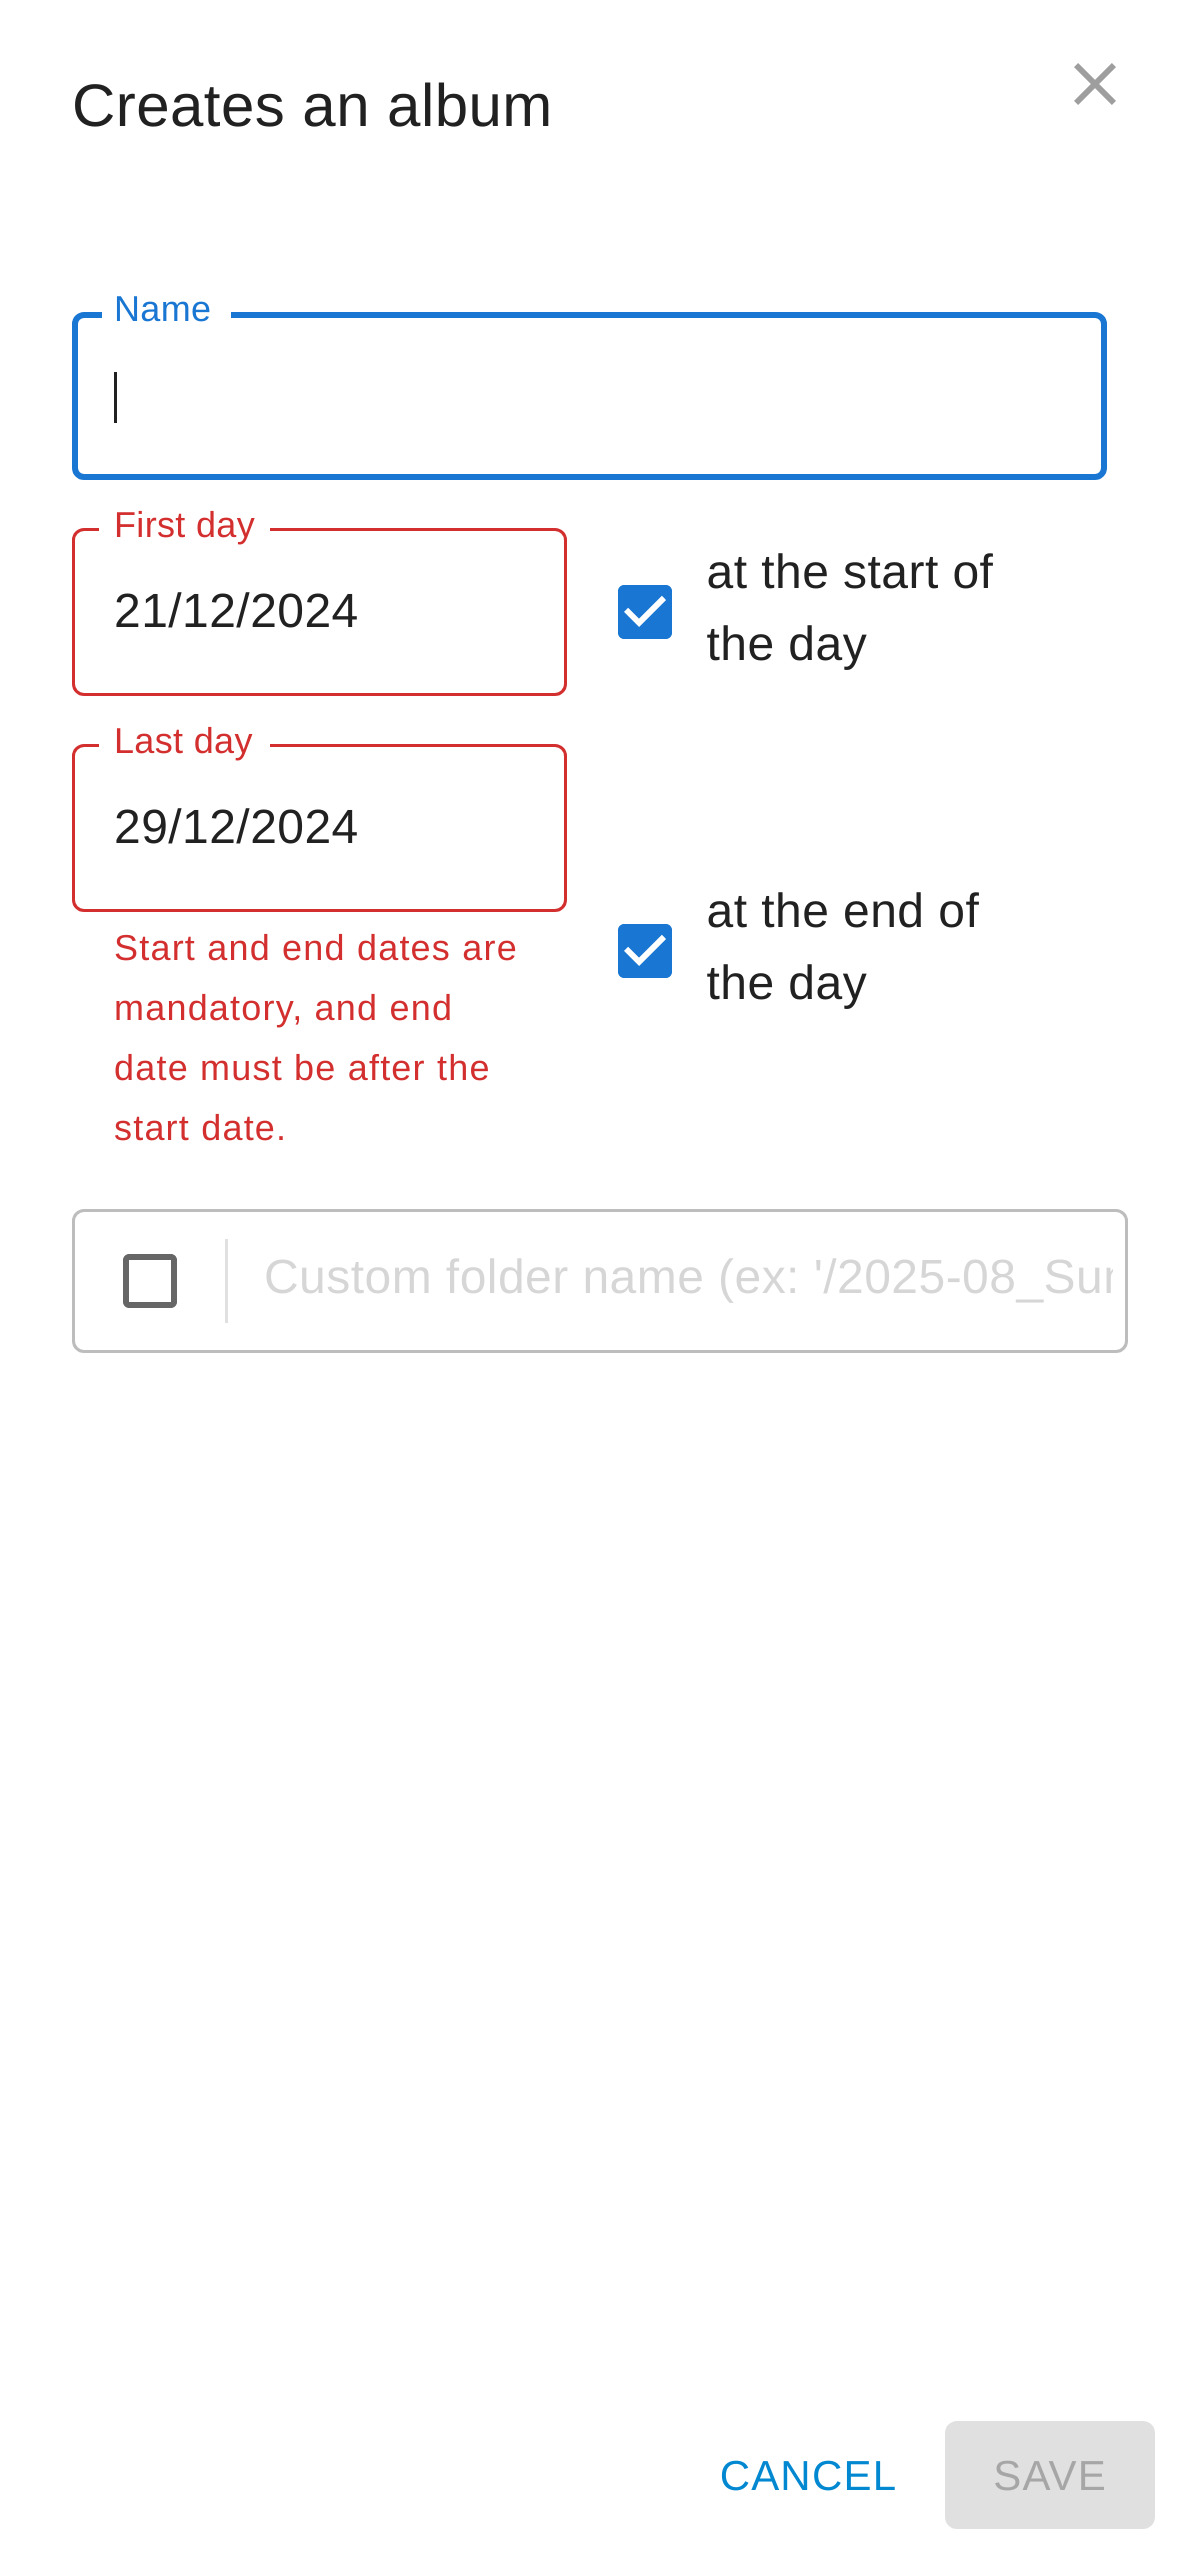 Creates an album
Name
First day
21/12/2024
at the start of
the day
Last day
29/12/2024
Start and end dates are
mandatory, and end
date must be after the
start date.
at the end of
the day
Custom folder name (ex: '/2025-08_Sur
CANCEL
SAVE